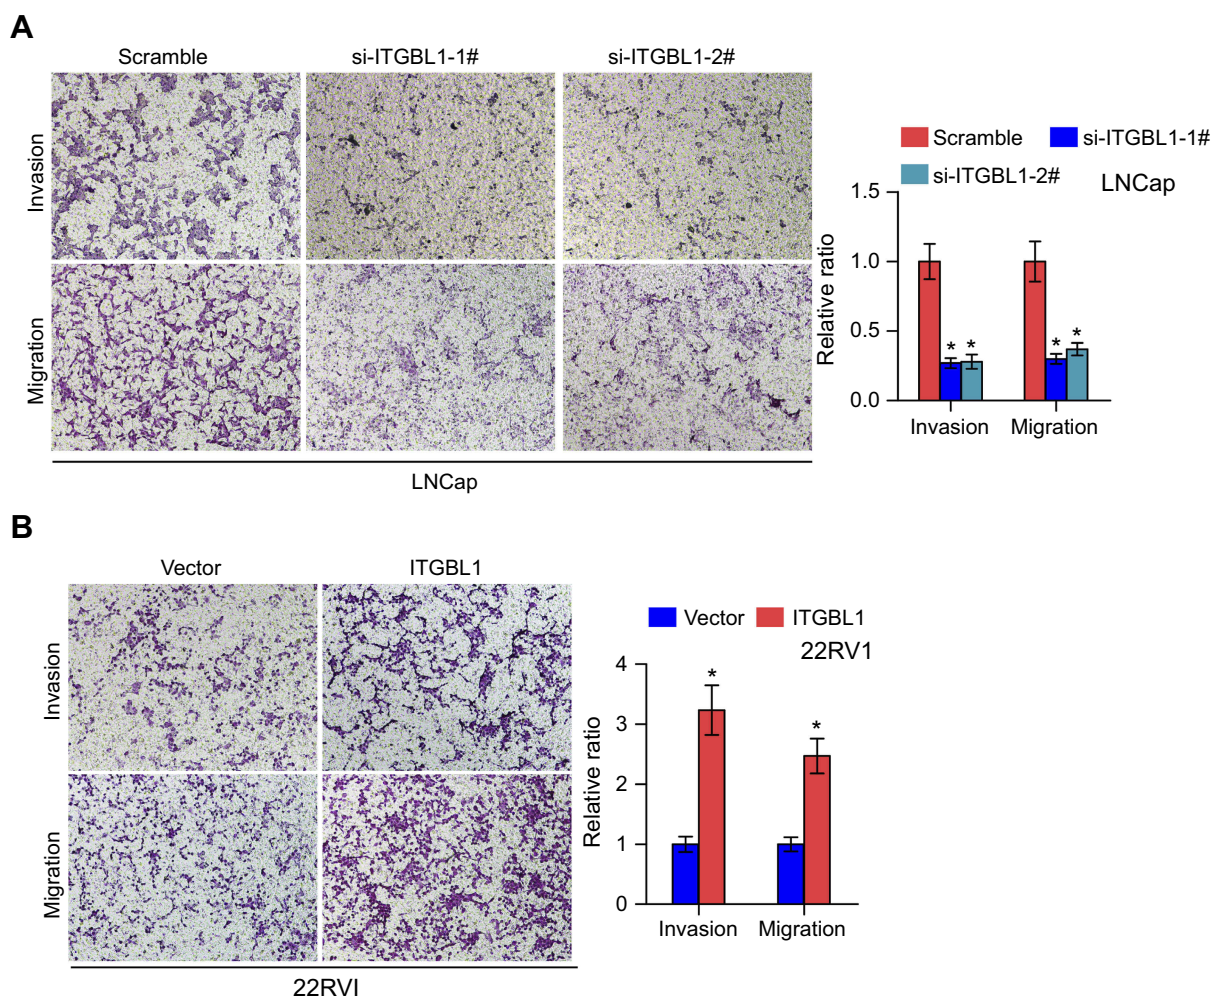 A
Scramble si-ITGBL1-1# si-ITGBL1-2#
Invasion
Migration
LNCap
Scramble si-ITGBL1-1#
si-ITGBL1-2# LNCap
Relative ratio
1.5
1.0
0.5
0.0
* * * *
Invasion Migration
B
Vector ITGBL1
Invasion
Migration
22RVI
Vector ITGBL1
22RV1
Relative ratio
4
3
2
1
0
* *
Invasion Migration